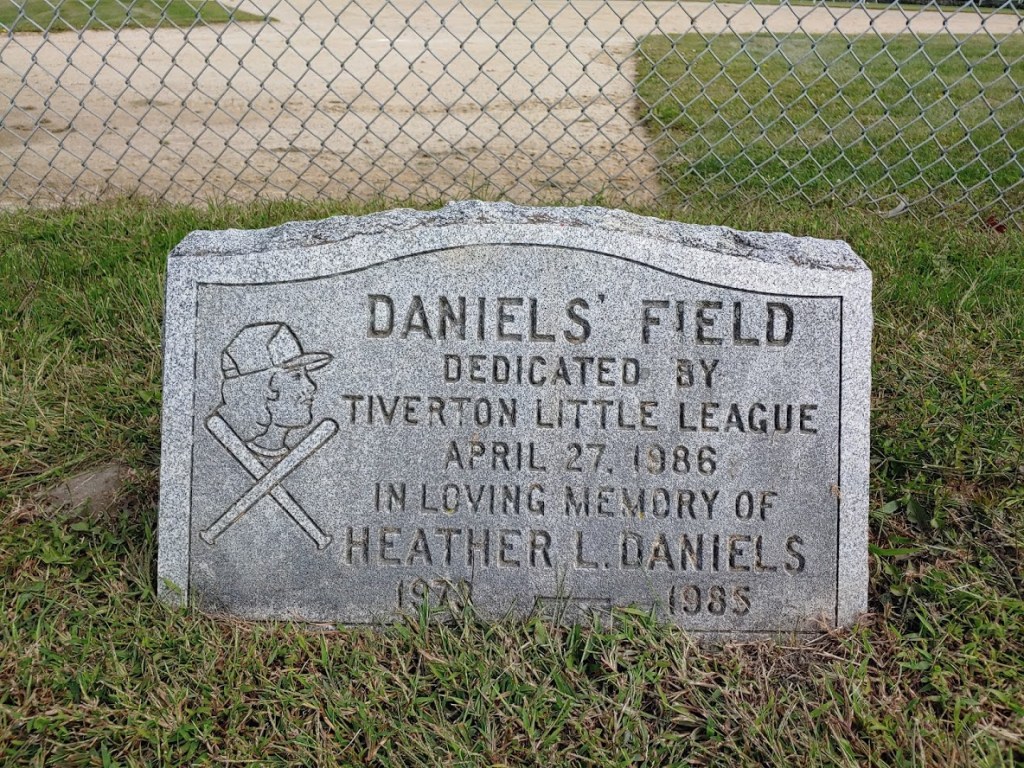 DANIELS' FIELD
DEDICATED BY
TIVERTON LITTLE LEAGUE
APRIL 27, 1986
IN LOVING MEMORY OF
HEATHER L. DANIELS
1985